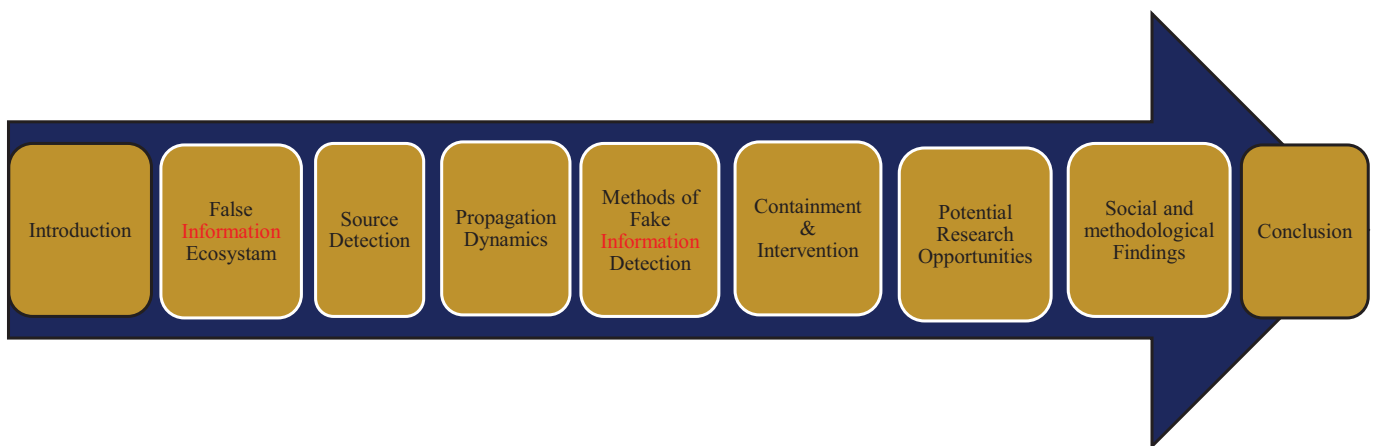 Introduction
False
Information
Ecosystam
Source
Detection
Propagation
Dynamics
Methods of
Fake
Information
Detection
Containment
&
Intervention
Potential
Research
Opportunities
Social and
methodological
Findings
Conclusion